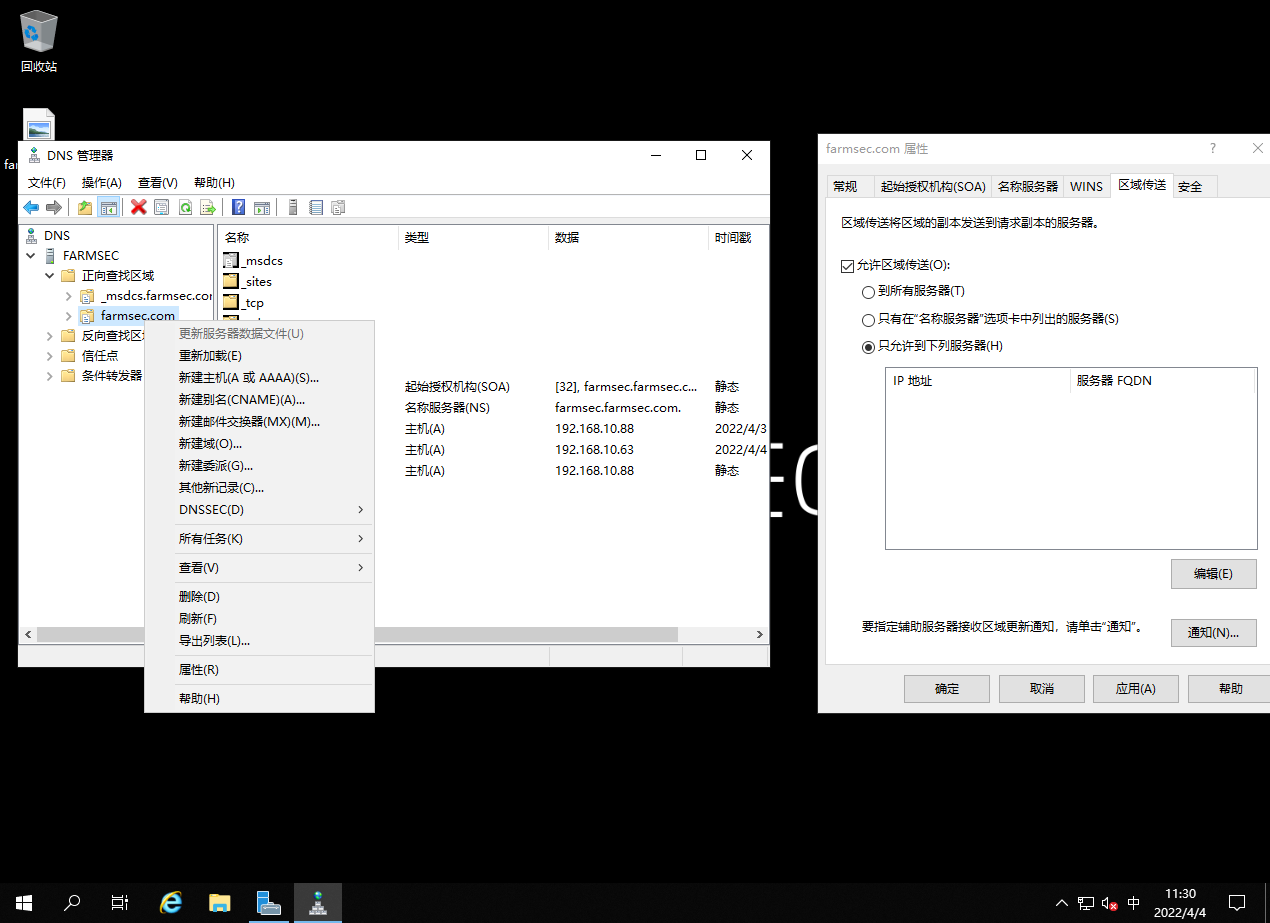 回收站
far
DNS 管理器
文件(F) 操作(A) 查看(V) 帮助(H)
DNS
FARMSEC
正向查找区域
_msdcs.farmsec.cor
farmsec.com
反向查找区
信任点
条件转发器
名称 类型 数据 时间戳
_msdcs
_sites
_tcp
起始授权机构(SOA) [32], farmsec.farmsec.c... 静态
名称服务器(NS) farmsec.farmsec.com. 静态
主机(A) 192.168.10.88 2022/4/3
主机(A) 192.168.10.63 2022/4/4
主机(A) 192.168.10.88 静态
更新服务器数据文件(U)
重新加载(E)
新建主机(A 或 AAAA)(S)...
新建别名(CNAME)(A)...
新建邮件交换器(MX)(M)...
新建域(O)...
新建委派(G)...
其他新记录(C)...
DNSSEC(D)
所有任务(K)
查看(V)
删除(D)
刷新(F)
导出列表(L)...
属性(R)
帮助(H)
farmsec.com 属性
常规 起始授权机构(SOA) 名称服务器 WINS 区域传送 安全
区域传送将区域的副本发送到请求副本的服务器。
允许区域传送(O):
到所有服务器(T)
只有在“名称服务器”选项卡中列出的服务器(S)
只允许到下列服务器(H)
IP 地址 服务器 FQDN
编辑(E)
要指定辅助服务器接收区域更新通知，请单击“通知”。
通知(N)...
确定 取消 应用(A) 帮助
中
11:30
2022/4/4